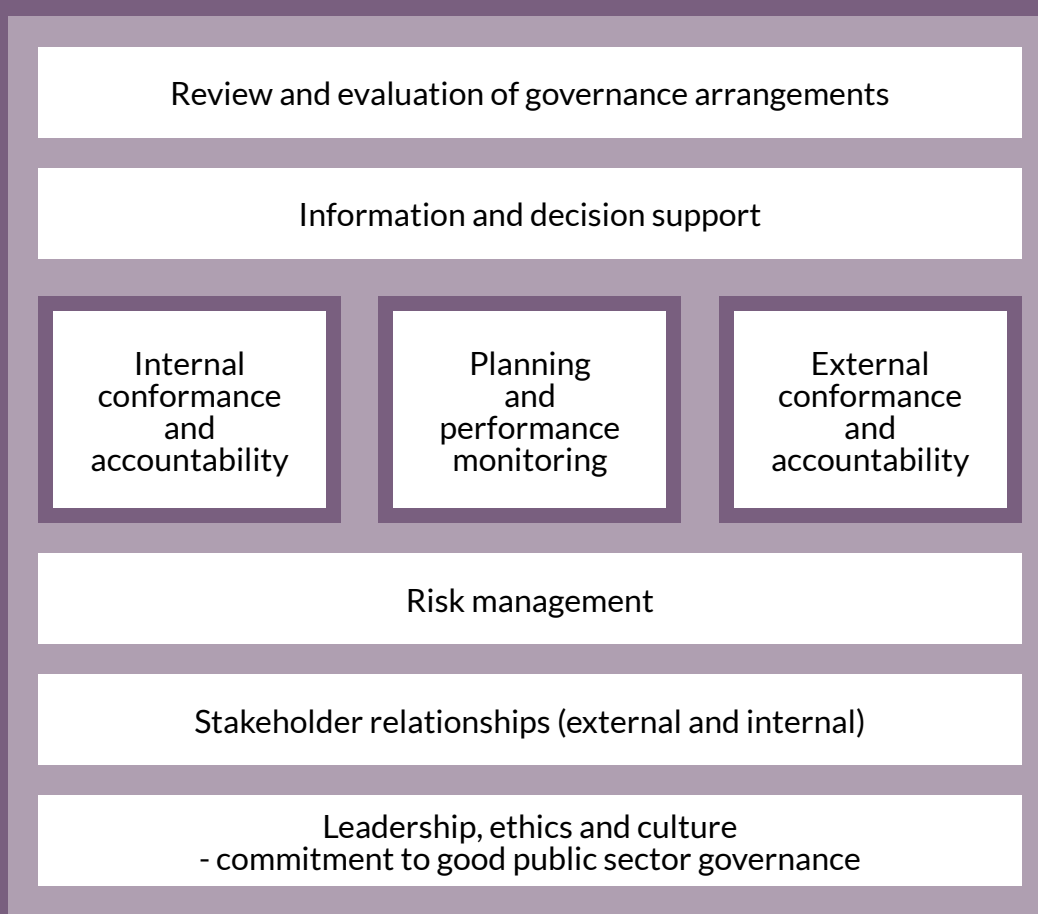 Review and evaluation of governance arrangements
Information and decision support
Internal
conformance
and
accountability
Planning
and
performance
monitoring
External
conformance
and
accountability
Risk management
Stakeholder relationships (external and internal)
Leadership, ethics and culture
- commitment to good public sector governance